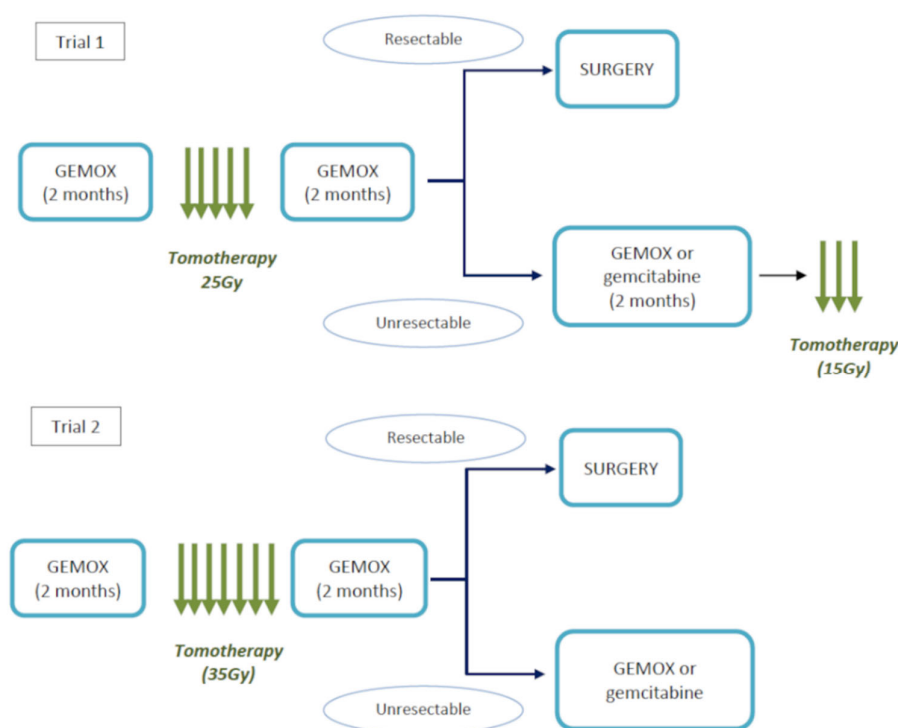 Trial 1
Resectable
SURGERY
GEMOX
(2 months)
GEMOX
(2 months)
Tomotherapy
25Gy
GEMOX or
gemcitabine
(2 months)
Unresectable
Tomotherapy
(15Gy)
Trial 2
Resectable
SURGERY
GEMOX
(2 months)
GEMOX
(2 months)
Tomotherapy
(35Gy)
GEMOX or
gemcitabine
Unresectable